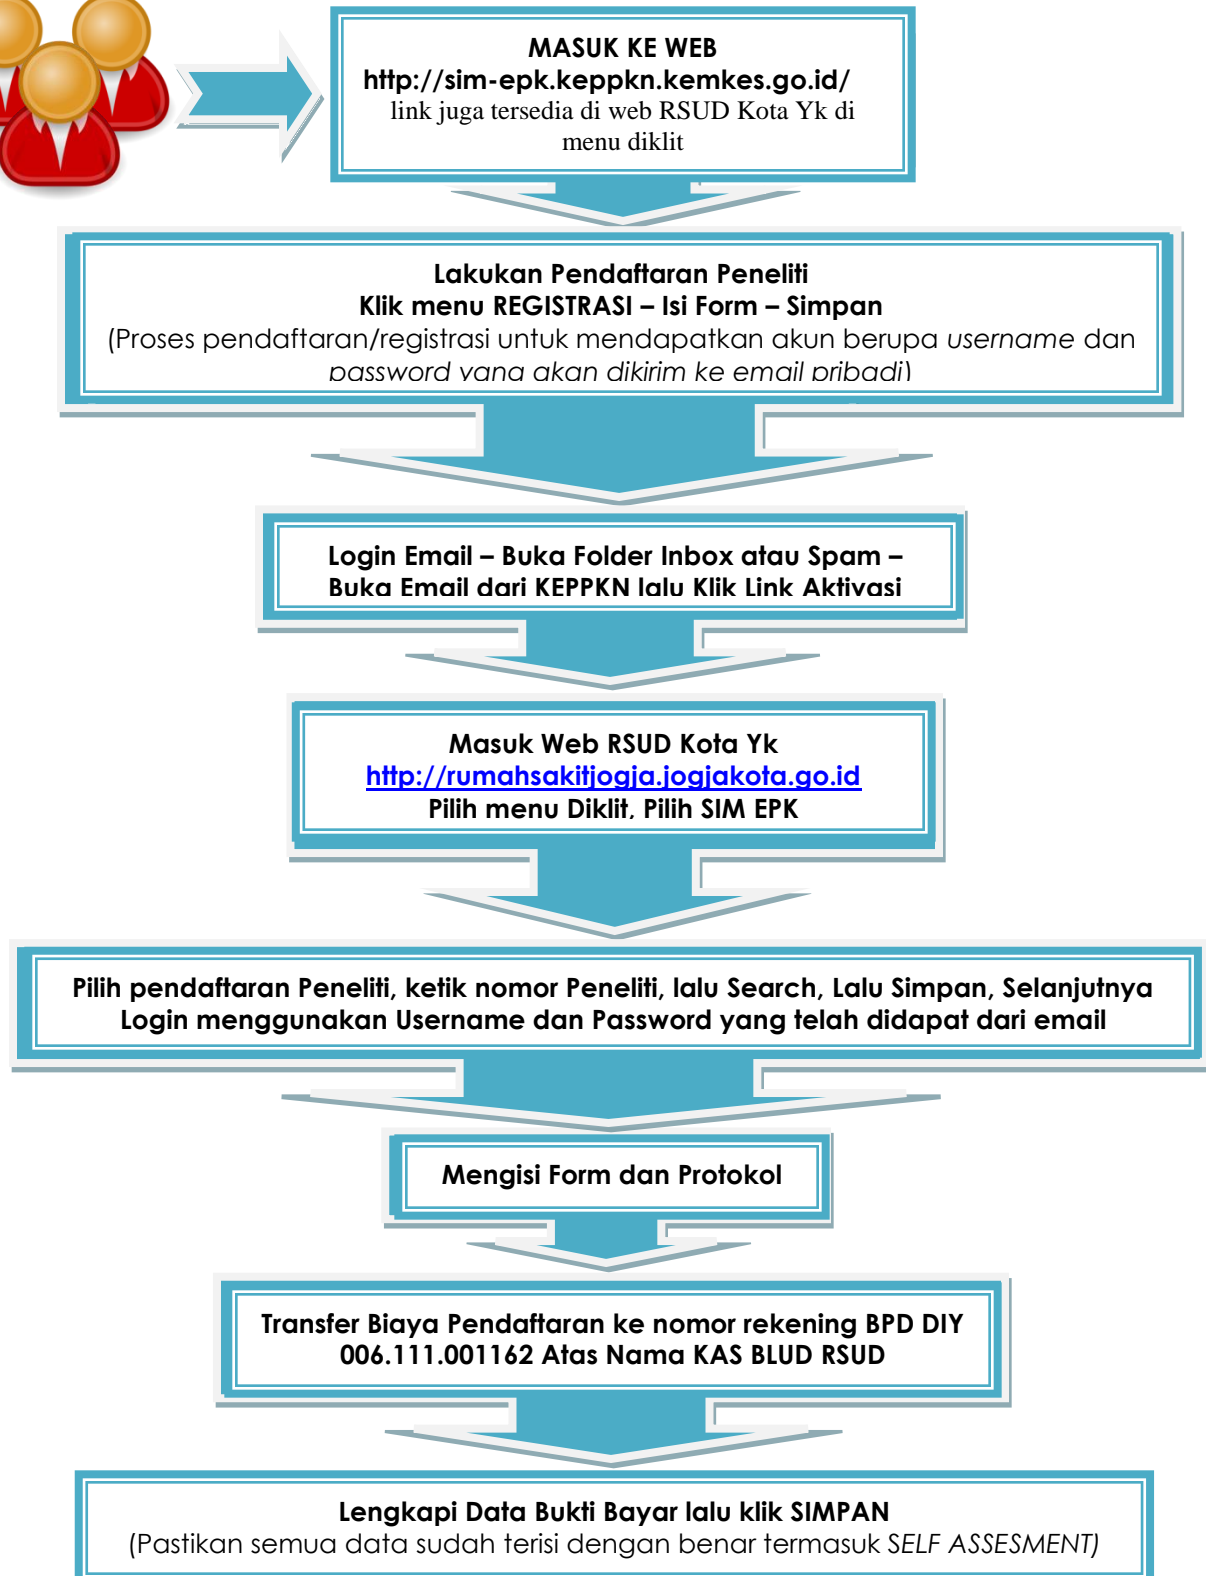 MASUK KE WEB
http://sim-epk.keppkn.kemkes.go.id/
link juga tersedia di web RSUD Kota Yk di
menu diklit
Lakukan Pendaftaran Peneliti
Klik menu REGISTRASI – Isi Form – Simpan
(Proses pendaftaran/registrasi untuk mendapatkan akun berupa username dan
password yang akan dikirim ke email pribadi)
Login Email – Buka Folder Inbox atau Spam –
Buka Email dari KEPPKN lalu Klik Link Aktivasi
Masuk Web RSUD Kota Yk
http://rumahsakitjogja.jogjakota.go.id
Pilih menu Diklit, Pilih SIM EPK
Pilih pendaftaran Peneliti, ketik nomor Peneliti, lalu Search, Lalu Simpan, Selanjutnya
Login menggunakan Username dan Password yang telah didapat dari email
Mengisi Form dan Protokol
Transfer Biaya Pendaftaran ke nomor rekening BPD DIY
006.111.001162 Atas Nama KAS BLUD RSUD
Lengkapi Data Bukti Bayar lalu klik SIMPAN
(Pastikan semua data sudah terisi dengan benar termasuk SELF ASSESMENT)